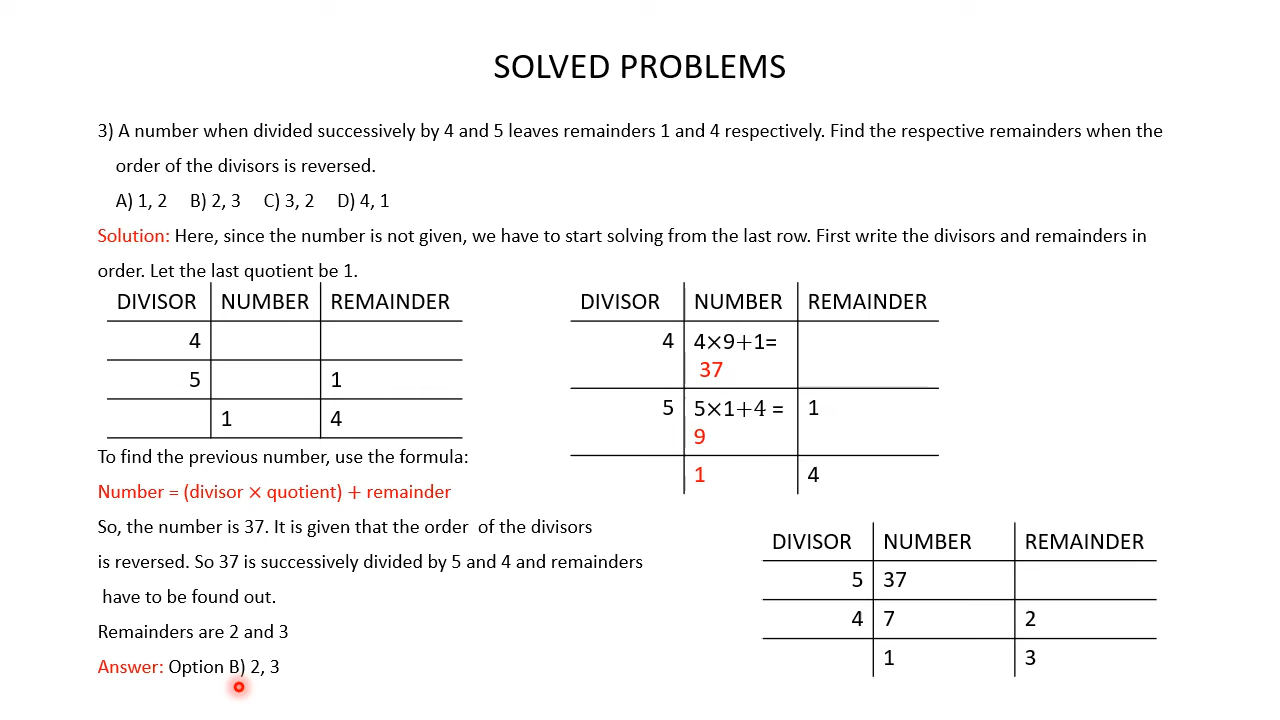 SOLVED PROBLEMS
3) A number when divided successively by 4 and 5 leaves remainders 1 and 4 respectively. Find the respective remainders when the
order of the divisors is reversed.
A) 1, 2 B) 2, 3 C) 3, 2 D) 4, 1
Solution: Here, since the number is not given, we have to start solving from the last row. First write the divisors and remainders in
order. Let the last quotient be 1.
DIVISOR NUMBER REMAINDER
4
5 1
1 4
To find the previous number, use the formula:
Number = (divisor × quotient) + remainder
So, the number is 37. It is given that the order of the divisors
is reversed. So 37 is successively divided by 5 and 4 and remainders
have to be found out.
Remainders are 2 and 3
Answer: Option B) 2, 3
DIVISOR NUMBER REMAINDER
4 4×9+1=
37
5 5×1+4 = 1
9
1 4
DIVISOR NUMBER REMAINDER
5 37
4 7 2
1 3